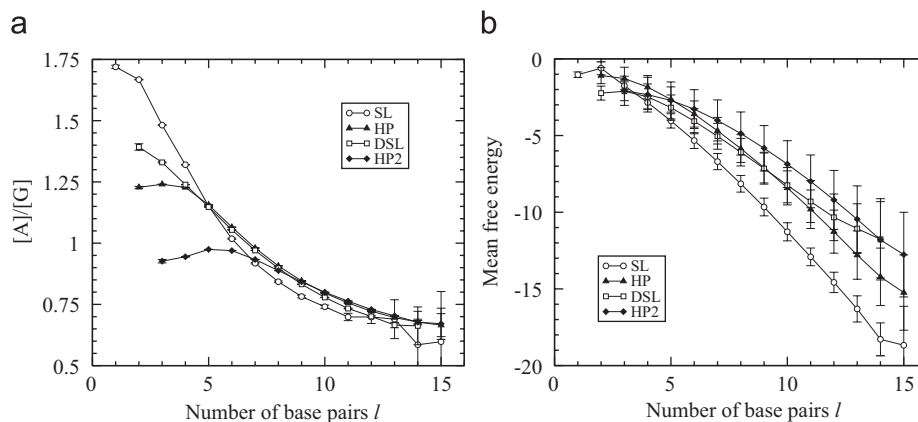 a
[A]/[G]
1.75
1.5
1.25
1
0.75
0.5
SL
HP
DSL
HP2
0 5 10 15
Number of base pairs l
b
Mean free energy
0
−5
−10
−15
−20
SL
HP
DSL
HP2
0 5 10 15
Number of base pairs l